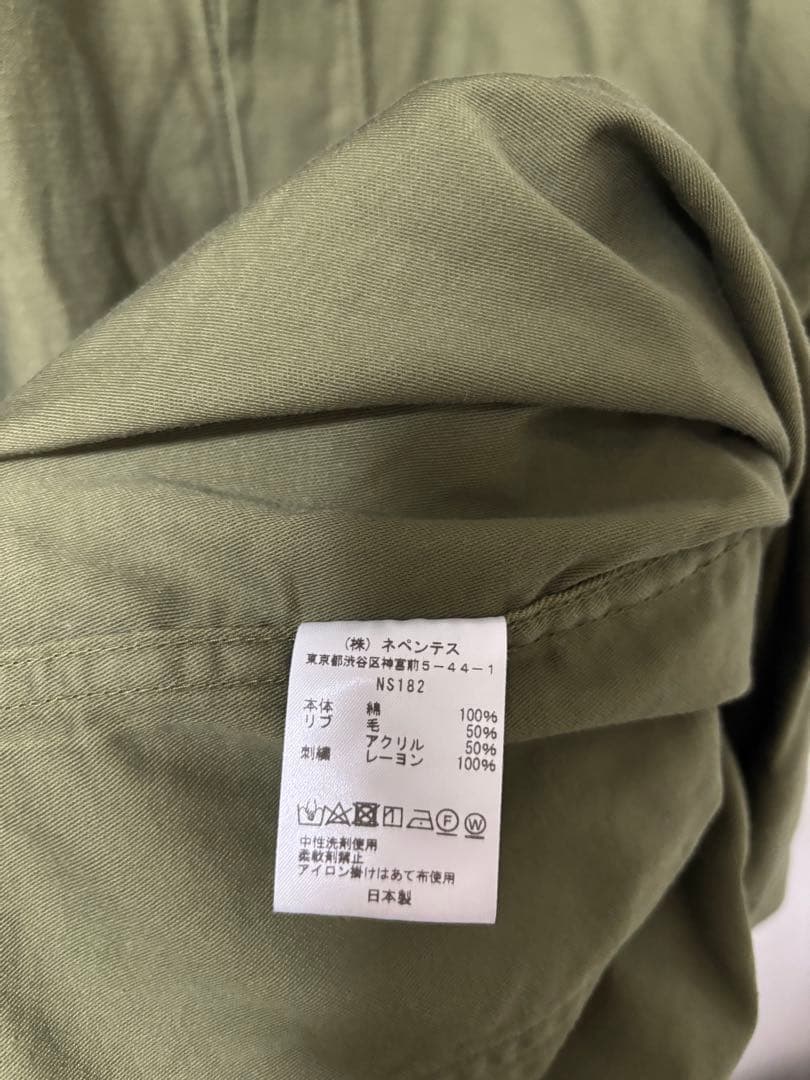 (株) ネペンテス
東京都渋谷区神宮前5-44-1
NS182
本体 綿 100%
リブ 毛 50%
アクリル 50%
刺繍 レーヨン 100%
F W
中性洗剤使用
柔軟剤禁止
アイロン掛けはあて布使用
日本製